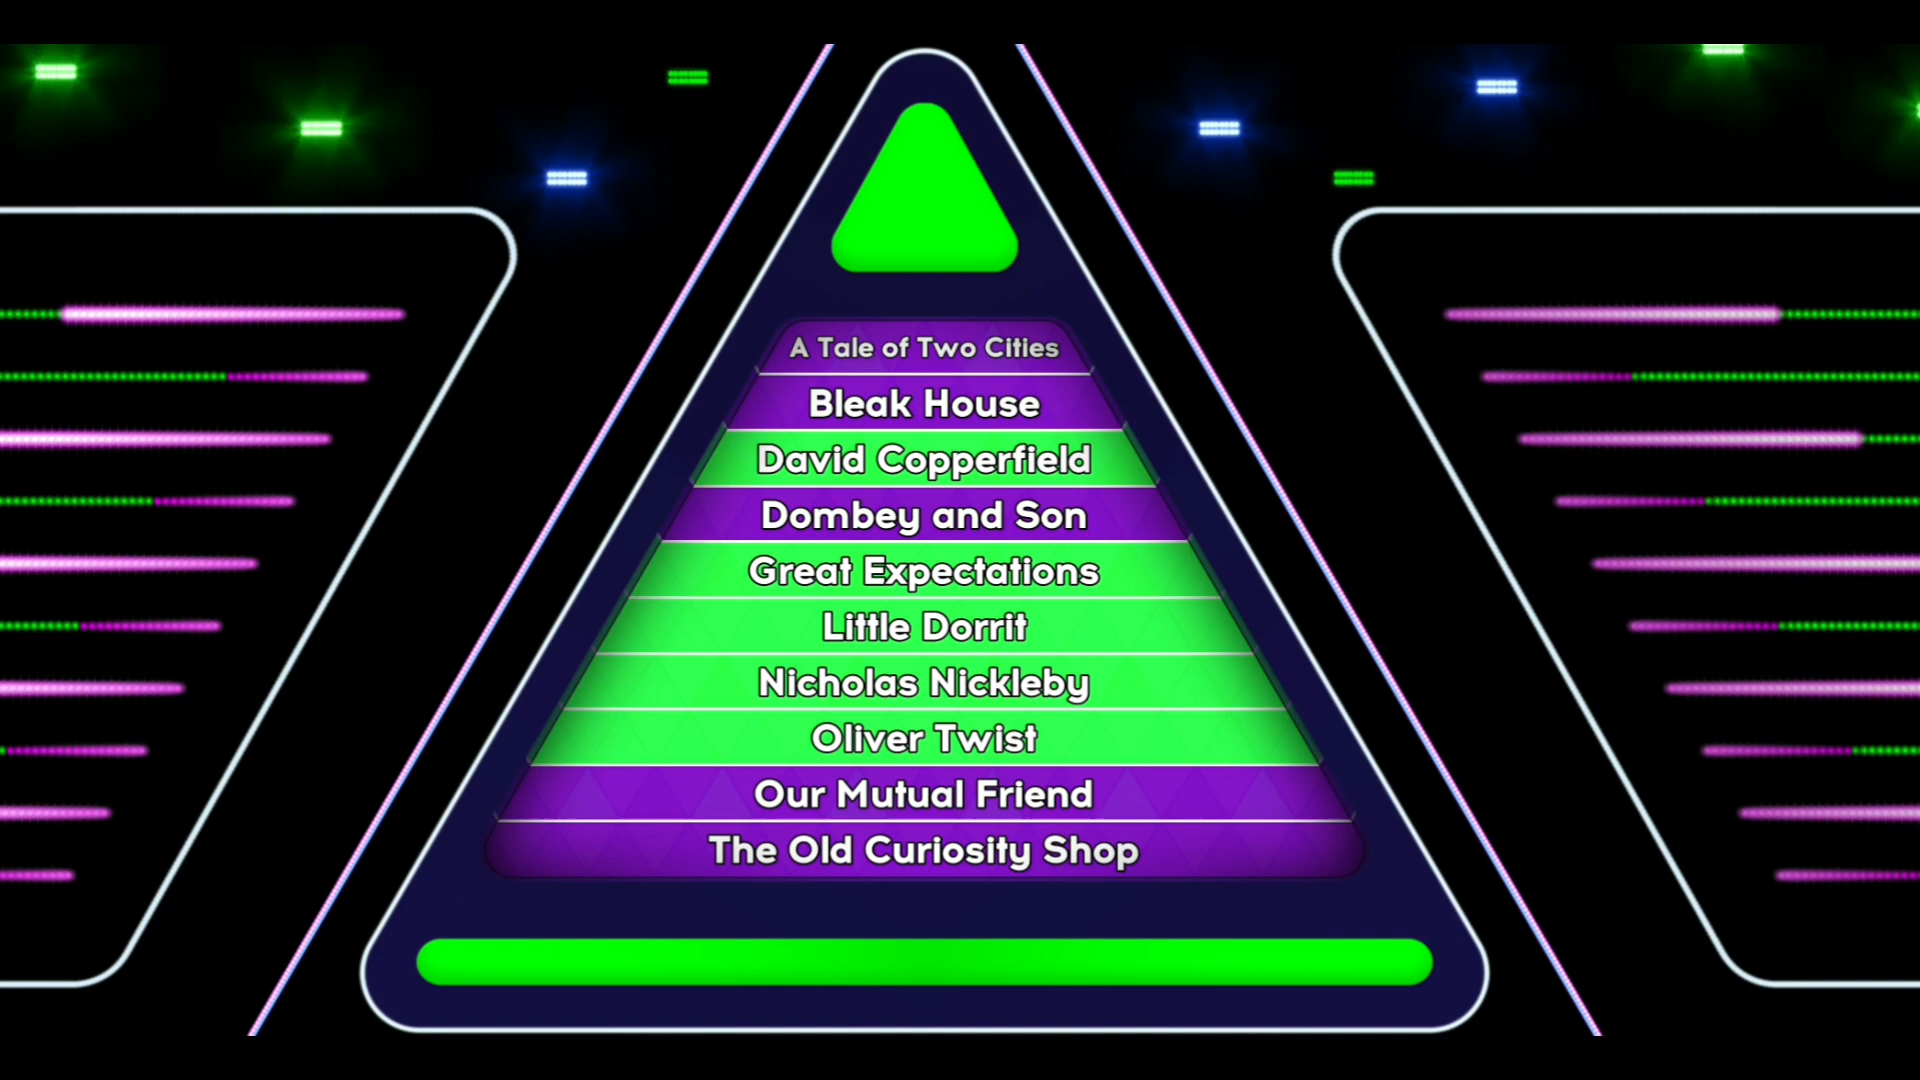 A Tale of Two Cities
Bleak House
David Copperfield
Dombey and Son
Great Expectations
Little Dorrit
Nicholas Nickleby
Oliver Twist
Our Mutual Friend
The Old Curiosity Shop